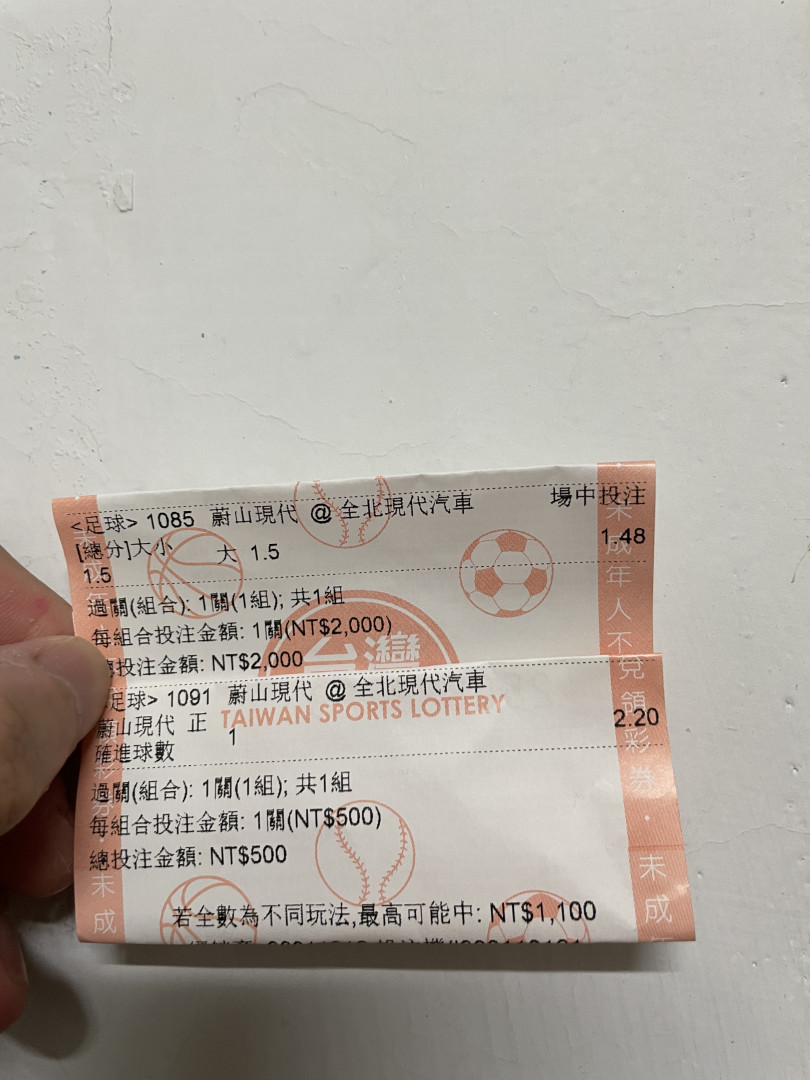 <足球> 1085 蔚山現代 @ 全北現代汽車 場中投注
[總分]大小 大 1.5 1.48
1.5
過關(組合): 1關(1組); 共1組
每組合投注金額: 1關(NT$2,000)
總投注金額: NT$2,000
台灣
足球> 1091 蔚山現代 @ 全北現代汽車
TAIWAN SPORTS LOTTERY
蔚山現代 正 1 2.20
確進球數
過關(組合): 1關(1組); 共1組
每組合投注金額: 1關(NT$500)
總投注金額: NT$500
若全數為不同玩法,最高可能中: NT$1,100
未成年人不兌領彩券・未成
未成